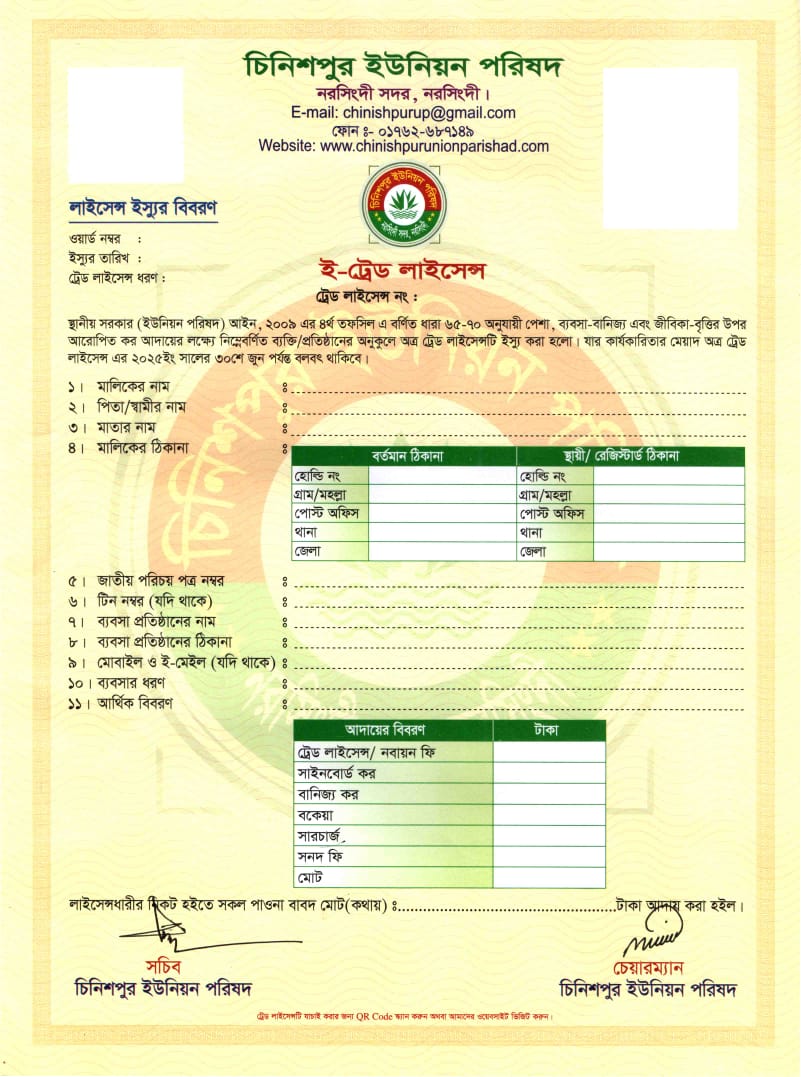 চিনিশপুর ইউনিয়ন পরিষদ
নরসিংদী সদর, নরসিংদী।
E-mail: chinishpurup@gmail.com
ফোন ঃ- ০১৭৬২-৬৮৭১৪৯
Website: www.chinishpurunionparishad.com
চিনিশপুর ইউনিয়ন পরিষদ
নরসিংদী সদর, নরসিংদী
লাইসেন্স ইস্যুর বিবরণ
ওয়ার্ড নম্বর :
ইস্যুর তারিখ :
ট্রেড লাইসেন্স ধরণ :
ই-ট্রেড লাইসেন্স
ট্রেড লাইসেন্স নং :
স্থানীয় সরকার (ইউনিয়ন পরিষদ) আইন, ২০০৯ এর ৪র্থ তফসিল এ বর্ণিত ধারা ৬৫-৭০ অনুযায়ী পেশা, ব্যবসা-বানিজ্য এবং জীবিকা-বৃত্তির উপর
আরোপিত কর আদায়ের লক্ষ্যে নিম্নেবর্ণিত ব্যক্তি/প্রতিষ্ঠানের অনুকুলে অত্র ট্রেড লাইসেন্সটি ইস্যু করা হলো। যার কার্যকারিতার মেয়াদ অত্র ট্রেড
লাইসেন্স এর ২০২৫ইং সালের ৩০শে জুন পর্যন্ত বলবৎ থাকিবে।
১। মালিকের নাম ঃ
২। পিতা/স্বামীর নাম ঃ
৩। মাতার নাম ঃ
৪। মালিকের ঠিকানা ঃ
বর্তমান ঠিকানা স্থায়ী/ রেজিস্টার্ড ঠিকানা
হোল্ডি নং হোল্ডি নং
গ্রাম/মহল্লা গ্রাম/মহল্লা
পোস্ট অফিস পোস্ট অফিস
থানা থানা
জেলা জেলা
৫। জাতীয় পরিচয় পত্র নম্বর ঃ
৬। টিন নম্বর (যদি থাকে) ঃ
৭। ব্যবসা প্রতিষ্ঠানের নাম ঃ
৮। ব্যবসা প্রতিষ্ঠানের ঠিকানা ঃ
৯। মোবাইল ও ই-মেইল (যদি থাকে) ঃ
১০। ব্যবসার ধরণ ঃ
১১। আর্থিক বিবরণ ঃ
আদায়ের বিবরণ টাকা
ট্রেড লাইসেন্স/ নবায়ন ফি
সাইনবোর্ড কর
বানিজ্য কর
বকেয়া
সারচার্জ
সনদ ফি
মোট
লাইসেন্সধারীর নিকট হইতে সকল পাওনা বাবদ মোট(কথায়) ঃ.............................................টাকা আদায় করা হইল।
সচিব চেয়ারম্যান
চিনিশপুর ইউনিয়ন পরিষদ চিনিশপুর ইউনিয়ন পরিষদ
ট্রেড লাইসেন্সটি যাচাই করার জন্য QR Code স্ক্যান করুন অথবা আমাদের ওয়েবসাইট ভিজিট করুন।